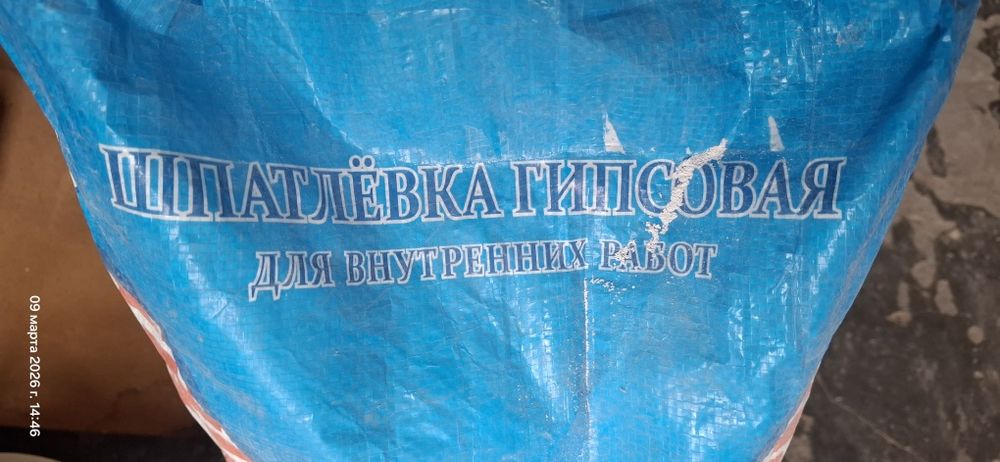 ШПАТЛЁВКА ГИПСОВАЯ
ДЛЯ ВНУТРЕННИХ РАБОТ
09 марта 2026 г. 14:46